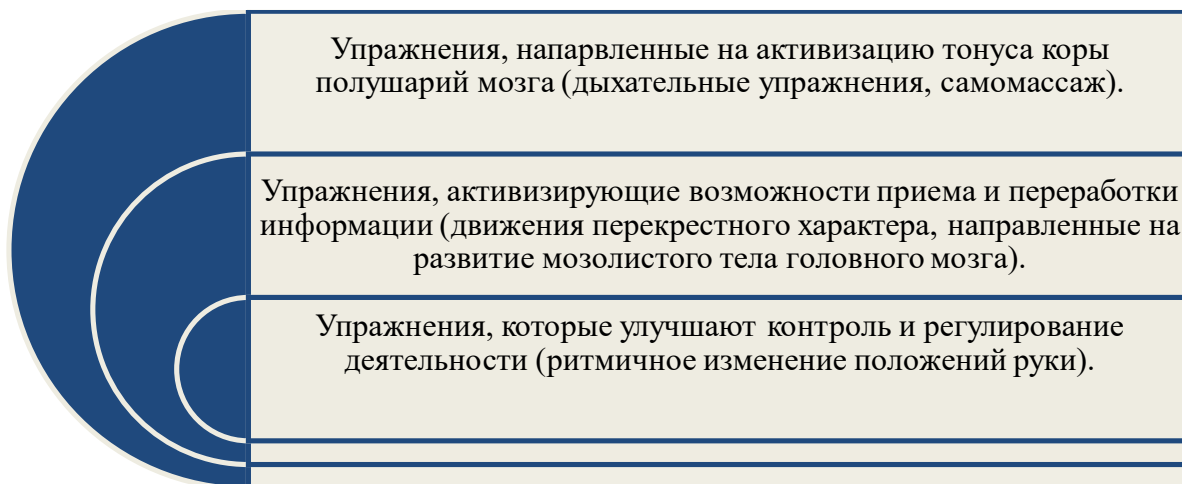 Упражнения, напарвленные на активизацию тонуса коры
полушарий мозга (дыхательные упражнения, самомассаж).
Упражнения, активизирующие возможности приема и переработки
информации (движения перекрестного характера, направленные на
развитие мозолистого тела головного мозга).
Упражнения, которые улучшают контроль и регулирование
деятельности (ритмичное изменение положений руки).